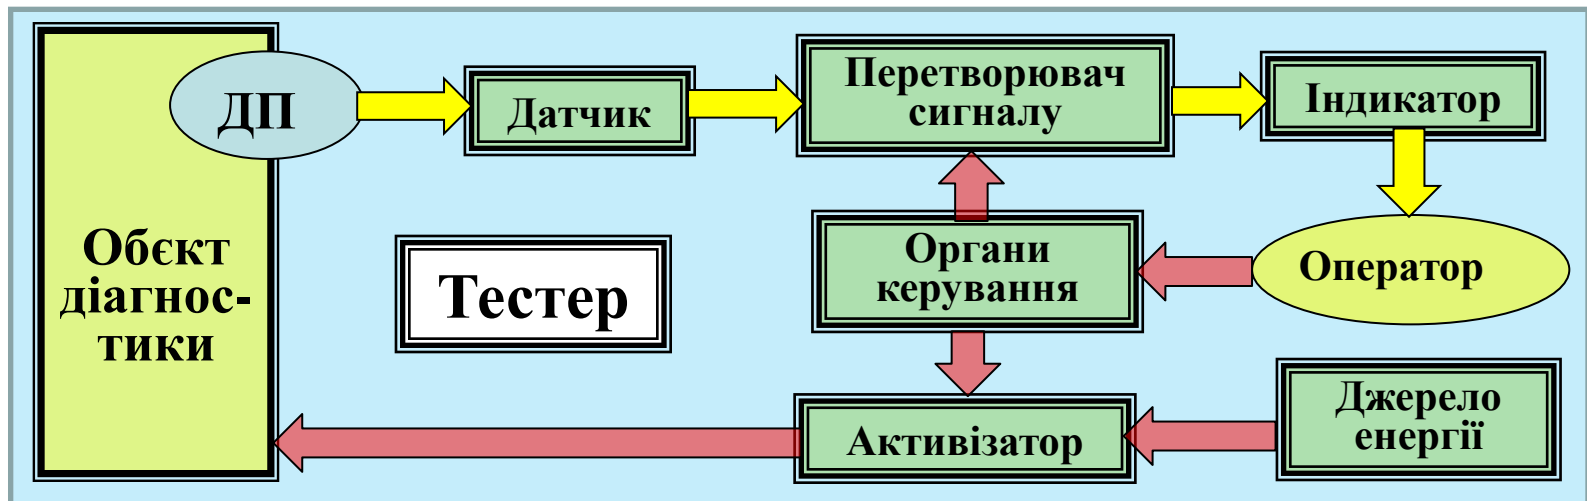 ДП
Датчик
Перетворювач
сигналу
Індикатор
Обєкт
діагнос-
тики
Тестер
Органи
керування
Оператор
Активізатор
Джерело
енергії